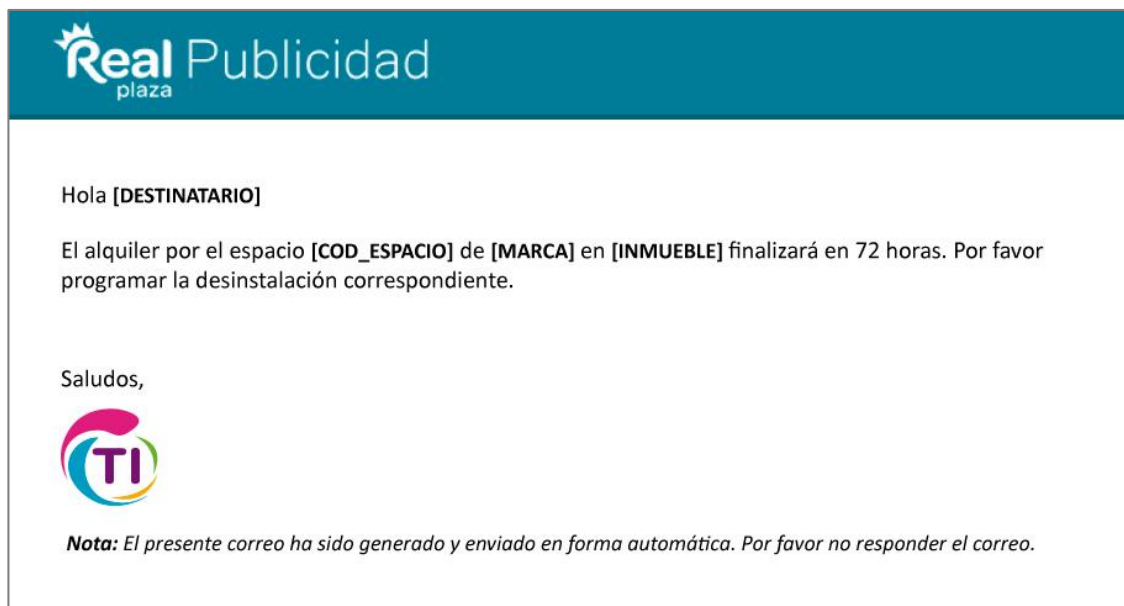 Real Publicidad
plaza
Hola [DESTINATARIO]
El alquiler por el espacio [COD_ESPACIO] de [MARCA] en [INMUEBLE] finalizará en 72 horas. Por favor
programar la desinstalación correspondiente.
Saludos,
TI
Nota: El presente correo ha sido generado y enviado en forma automática. Por favor no responder el correo.